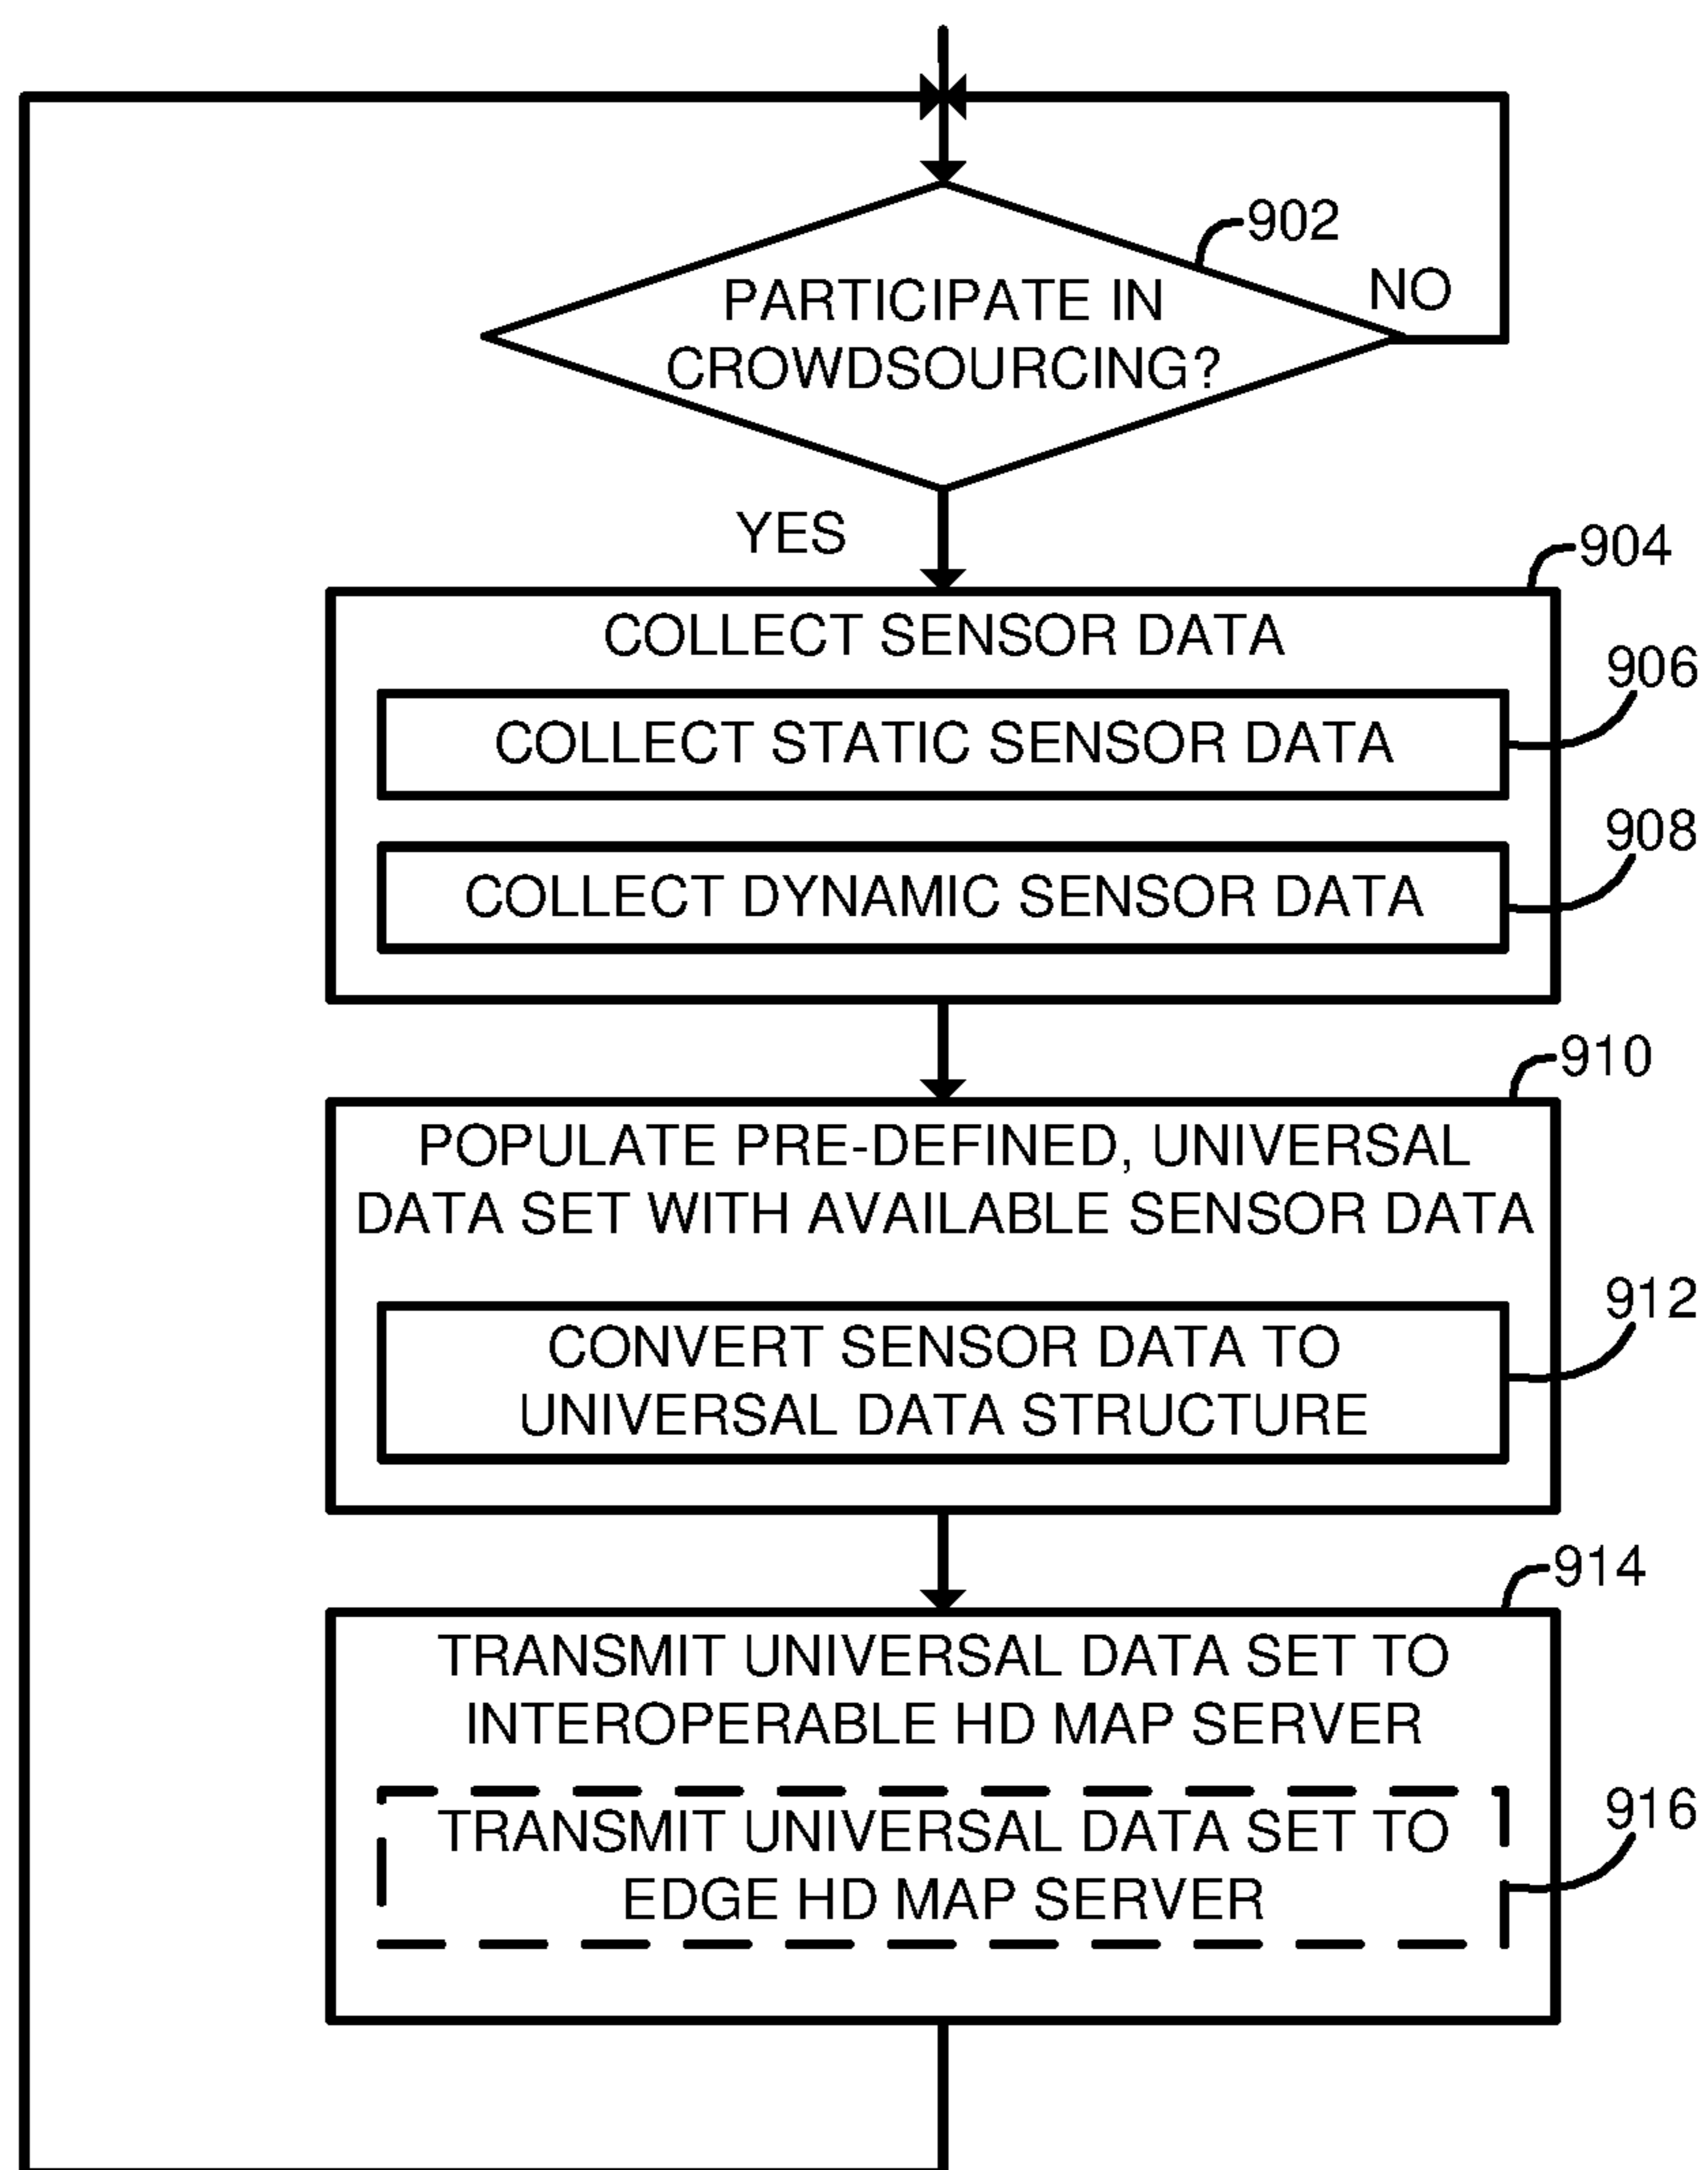 902
NO
PARTICIPATE IN
CROWDSOURCING?
YES
904
COLLECT SENSOR DATA
906
COLLECT STATIC SENSOR DATA
908
COLLECT DYNAMIC SENSOR DATA
910
POPULATE PRE-DEFINED, UNIVERSAL
DATA SET WITH AVAILABLE SENSOR DATA
912
CONVERT SENSOR DATA TO
UNIVERSAL DATA STRUCTURE
914
TRANSMIT UNIVERSAL DATA SET TO
INTEROPERABLE HD MAP SERVER
916
TRANSMIT UNIVERSAL DATA SET TO
EDGE HD MAP SERVER